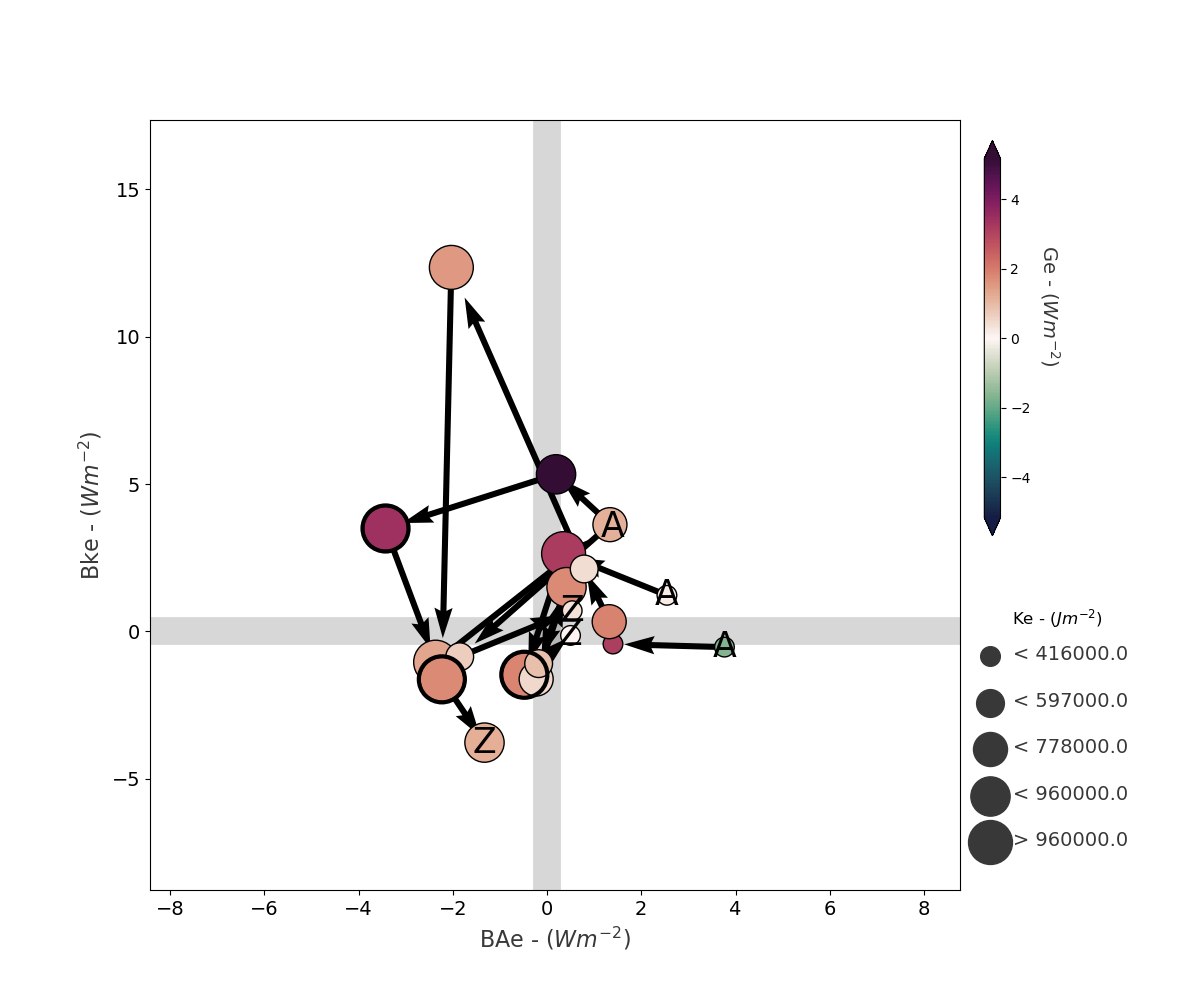 15
10
5
0
−5
−8
−6
−4
−2
0
2
4
6
8
BAe - (Wm⁻²)
Bke - (Wm⁻²)
A
A
A
Z
Z
Z
4
2
0
−2
−4
Ge - (Wm⁻²)
Ke - (Jm⁻²)
< 416000.0
< 597000.0
< 778000.0
< 960000.0
> 960000.0